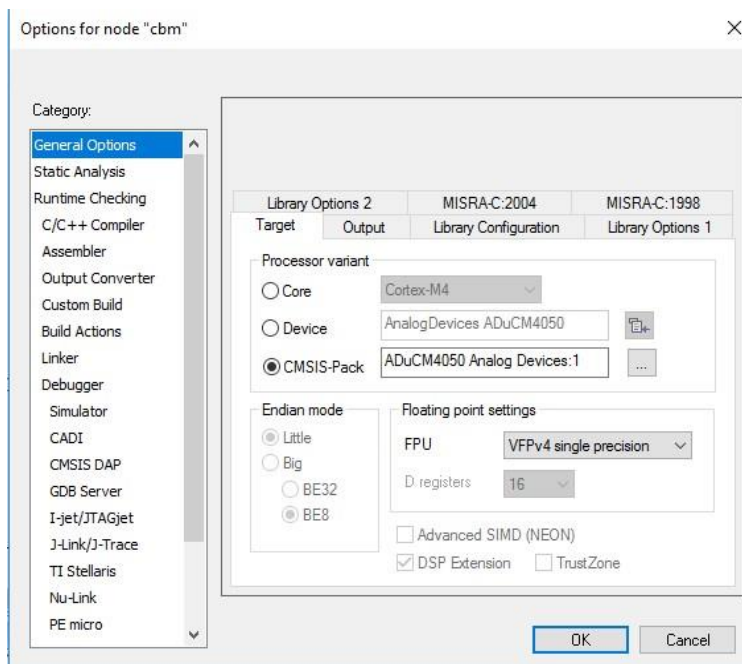 Options for node "cbm"
Category:
General Options
Static Analysis
Runtime Checking
C/C++ Compiler
Assembler
Output Converter
Custom Build
Build Actions
Linker
Debugger
Simulator
CADI
CMSIS DAP
GDB Server
I-jet/JTAGjet
J-Link/J-Trace
TI Stellaris
Nu-Link
PE micro
Library Options 2 MISRA-C:2004 MISRA-C:1998
Target Output Library Configuration Library Options 1
Processor variant
Core Cortex-M4
Device AnalogDevices ADuCM4050
CMSIS-Pack ADuCM4050 Analog Devices:1 ...
Endian mode
Little
Big
BE32
BE8
Floating point settings
FPU VFPv4 single precision
D registers 16
Advanced SIMD (NEON)
DSP Extension TrustZone
OK Cancel